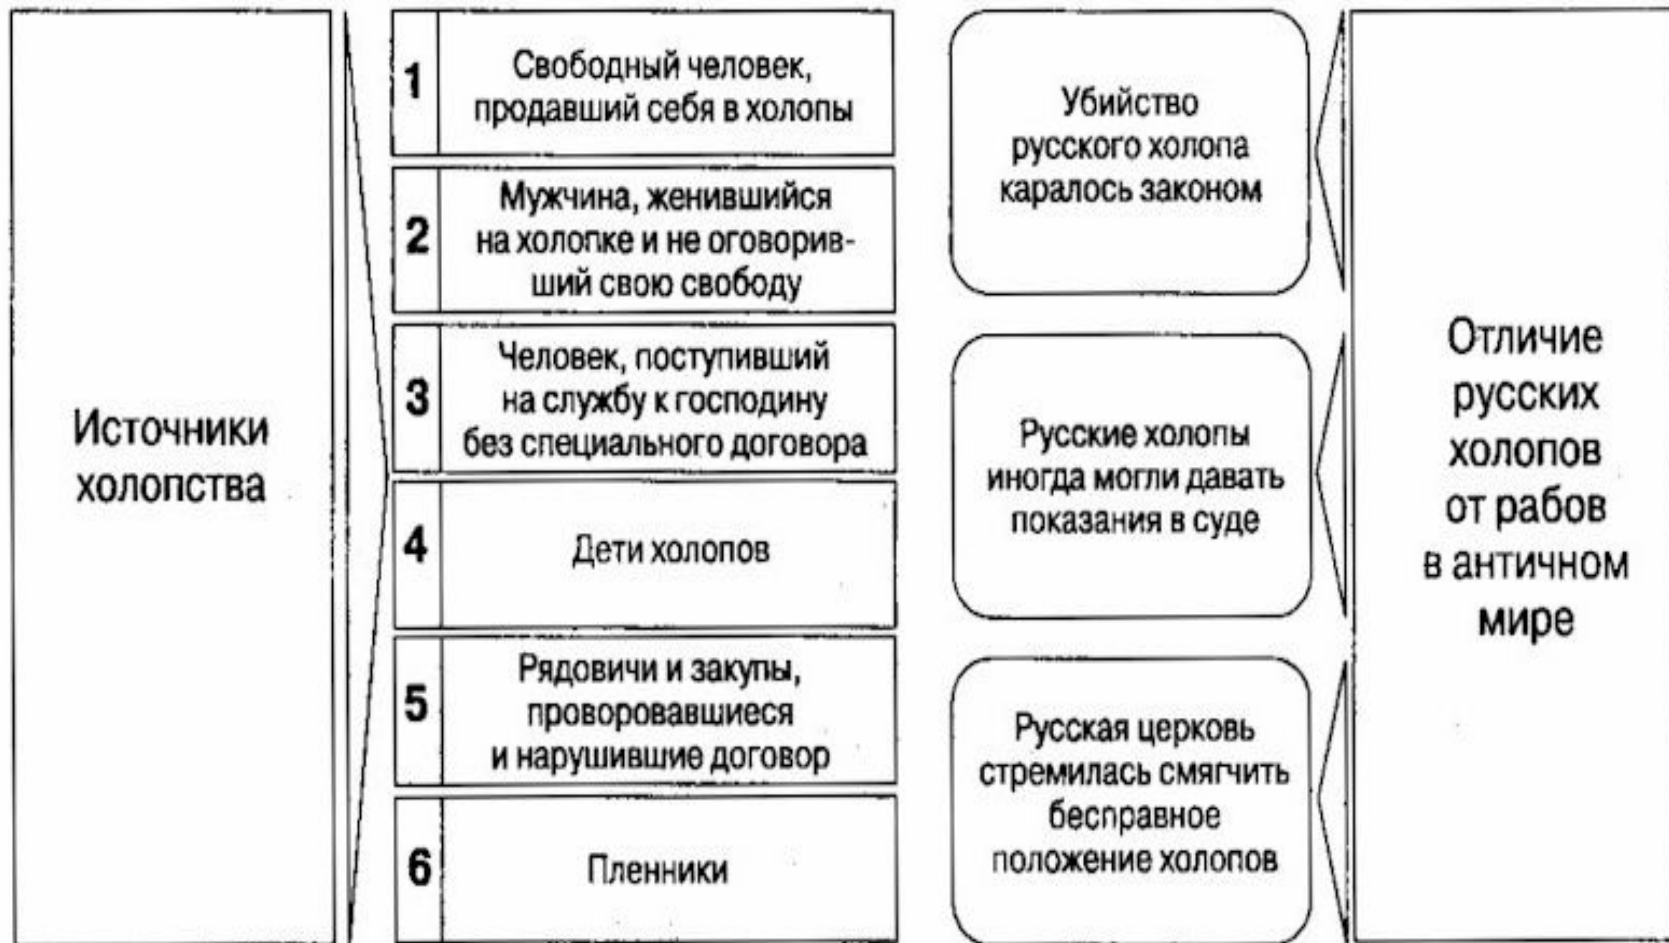 Источники
холопства
1
Свободный человек,
продавший себя в холопы
2
Мужчина, женившийся
на холопке и не оговорив-
ший свою свободу
3
Человек, поступивший
на службу к господину
без специального договора
4
Дети холопов
5
Рядовичи и закупы,
проворовавшиеся
и нарушившие договор
6
Пленники
Убийство
русского холопа
каралось законом
Русские холопы
иногда могли давать
показания в суде
Русская церковь
стремилась смягчить
бесправное
положение холопов
Отличие
русских
холопов
от рабов
в античном
мире